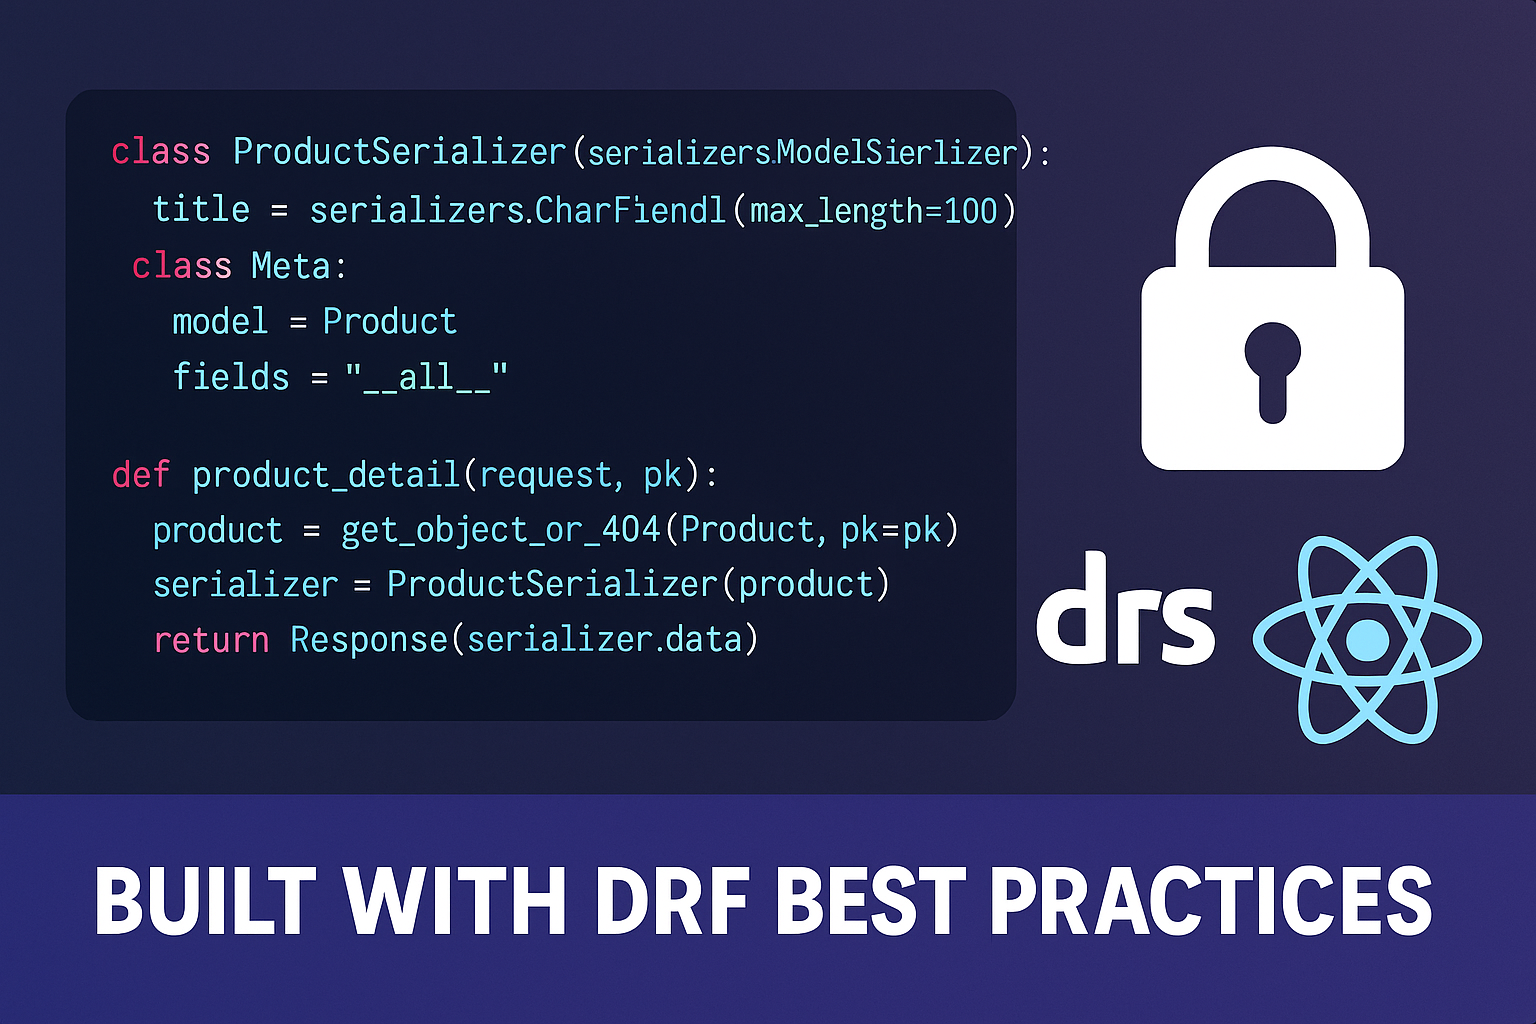 class ProductSerializer(serializers.ModelSierlizer):
title = serializers.CharFiendl(max_length=100)
class Meta:
model = Product
fields = "__all__"
def product_detail(request, pk):
product = get_object_or_404(Product, pk=pk)
serializer = ProductSerializer(product)
return Response(serializer.data)
drs
BUILT WITH DRF BEST PRACTICES